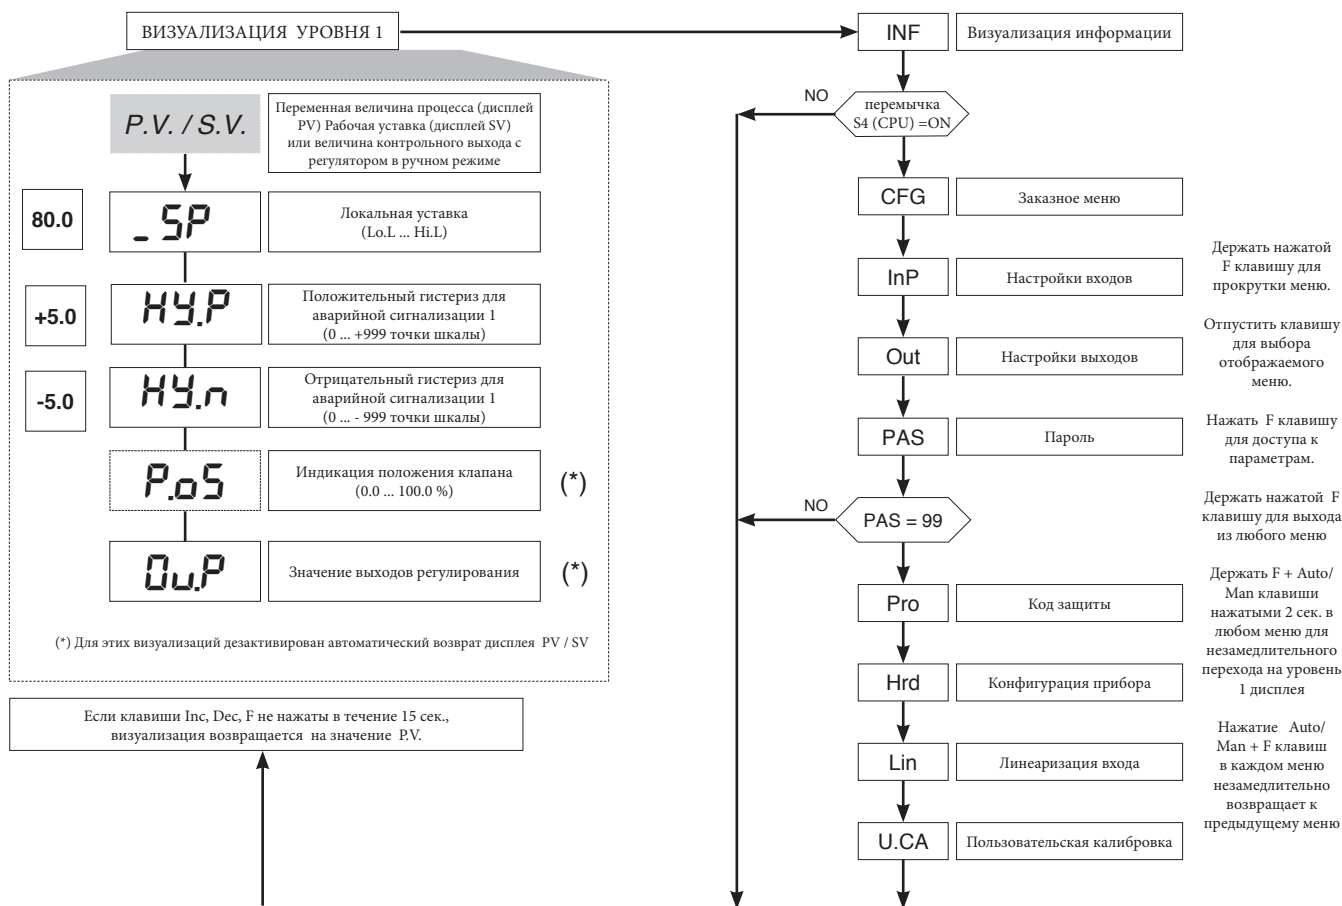 ВИЗУАЛИЗАЦИЯ УРОВНЯ 1
P.V. / S.V.
Переменная величина процесса (дисплей
PV) Рабочая уставка (дисплей SV)
или величина контрольного выхода с
регулятором в ручном режиме
80.0
_ SP
Локальная уставка
(Lo.L ... Hi.L)
+5.0
HY.P
Положительный гистериз для
аварийной сигнализации 1
(0 ... +999 точки шкалы)
-5.0
HY.n
Отрицательный гистериз для
аварийной сигнализации 1
(0 ... - 999 точки шкалы)
P.oS
Индикация положения клапана
(0.0 ... 100.0 %)
(*)
Ou.P
Значение выходов регулирования
(*)
(*) Для этих визуализаций дезактивирован автоматический возврат дисплея PV / SV
Если клавиши Inc, Dec, F не нажаты в течение 15 сек.,
визуализация возвращается на значение P.V.
INF
Визуализация информации
NO
перемычка
S4 (CPU) =ON
CFG
Заказное меню
InP
Настройки входов
Out
Настройки выходов
PAS
Пароль
NO
PAS = 99
Pro
Код защиты
Hrd
Конфигурация прибора
Lin
Линеаризация входа
U.CA
Пользовательская калибровка
Держать нажатой
F клавишу для
прокрутки меню.
Отпустить клавишу
для выбора
отображаемого
меню.
Нажать F клавишу
для доступа к
параметрам.
Держать нажатой F
клавишу для выхода
из любого меню
Держать F + Auto/
Man клавиши
нажатыми 2 сек. в
любом меню для
незамедлительного
перехода на уровень
1 дисплея
Нажатие Auto/
Man + F клавиш
в каждом меню
незамедлительно
возвращает к
предыдущему меню